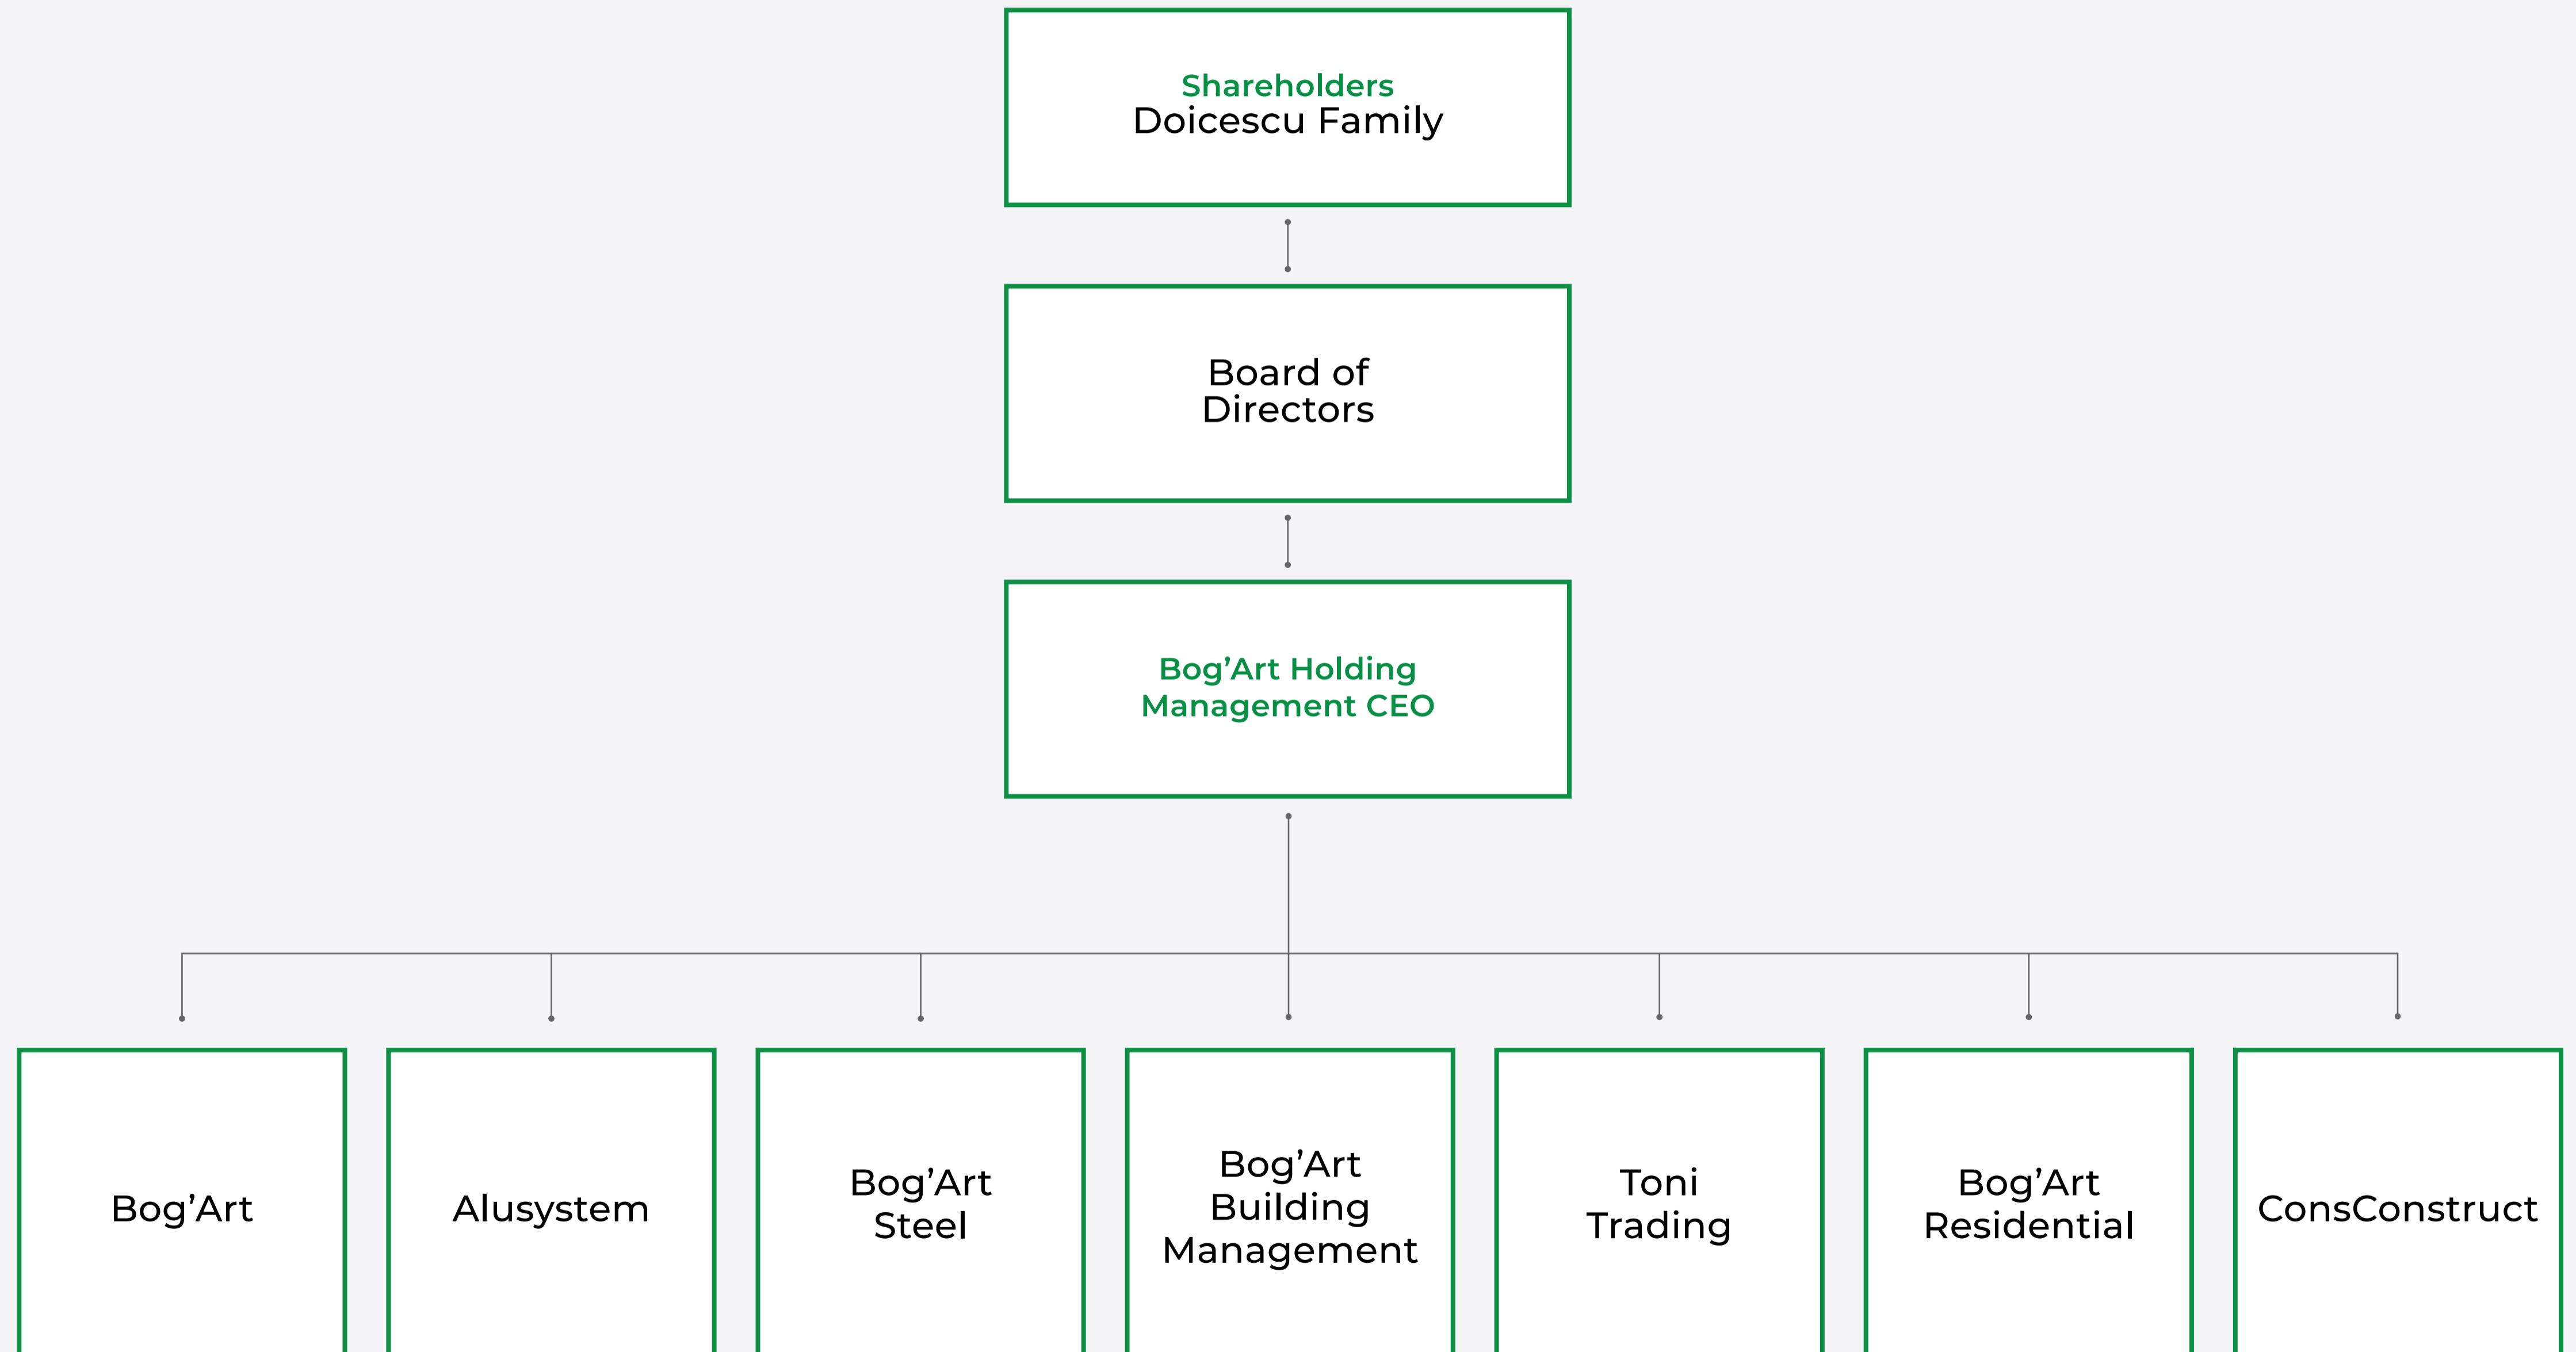 Shareholders
Doicescu Family
Board of
Directors
Bog’Art Holding
Management CEO
Bog’Art
Alusystem
Bog’Art
Steel
Bog’Art
Building
Management
Toni
Trading
Bog’Art
Residential
ConsConstruct